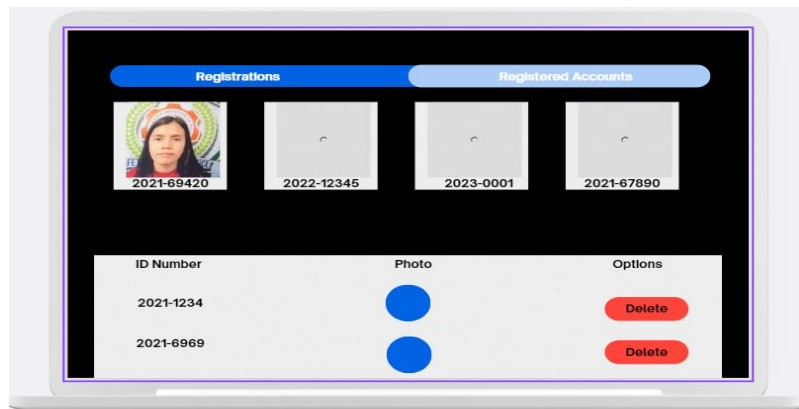 Registrations
Registered Accounts
2021-69420
2022-12345
2023-0001
2021-67890
ID Number
Photo
Options
2021-1234
Delete
2021-6969
Delete